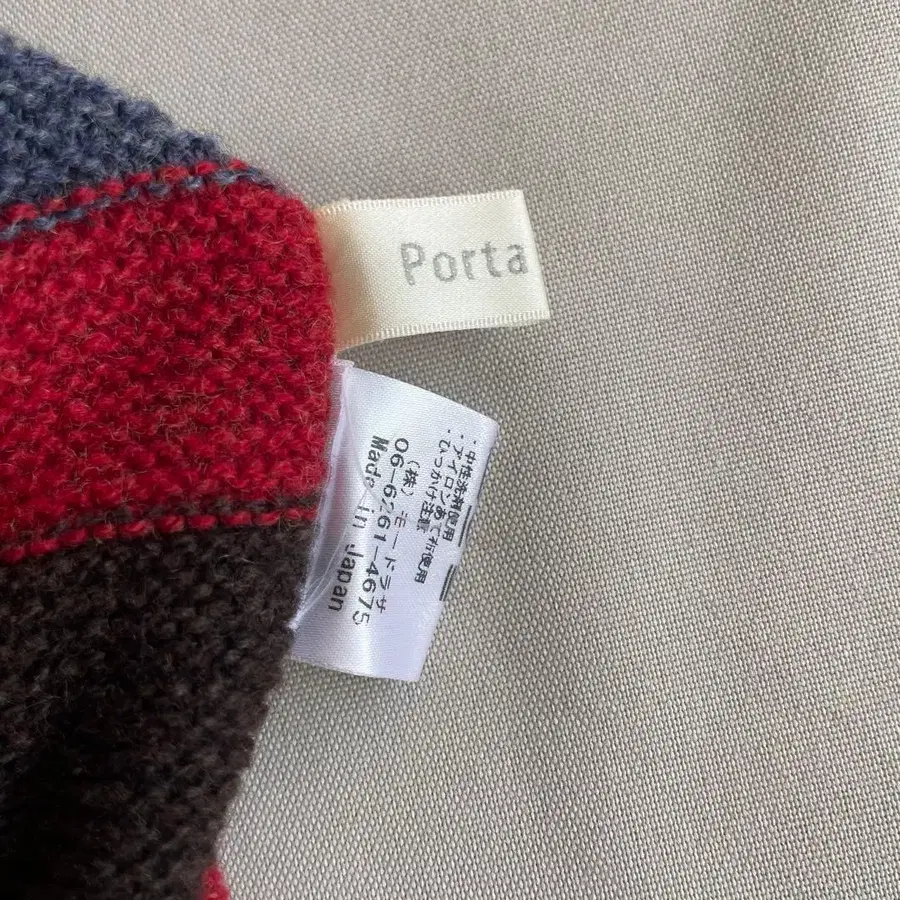 Porta
・中性洗剤使用
・アイロンあて布使用
・ひっかけ注意
(株)モードラサ
06-6261-4675
Made in Japan